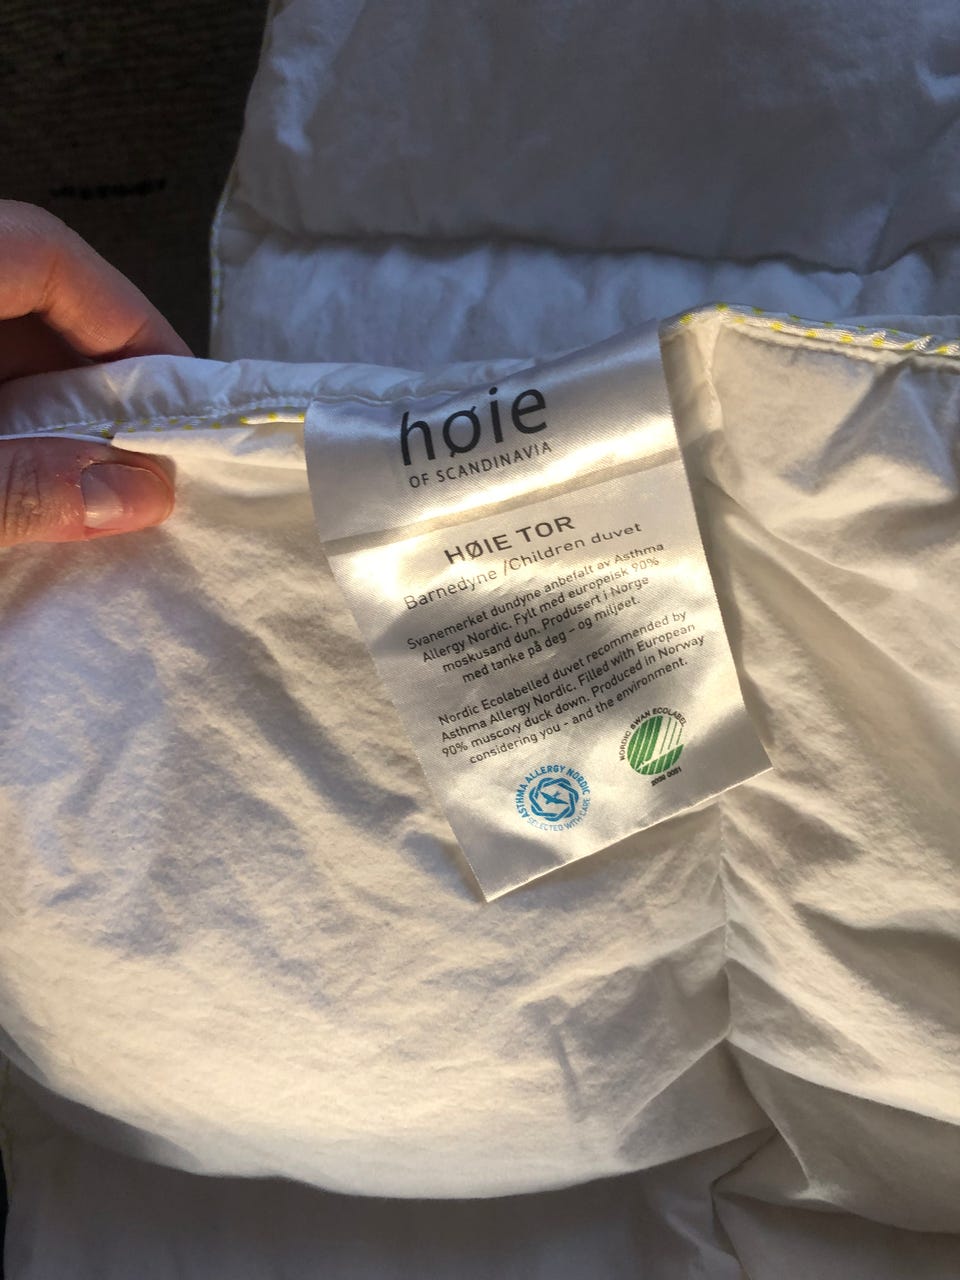 høie
OF SCANDINAVIA
HØIE TOR
Barnedyne /Children duvet
Svanemerket dundyne anbefalt av Asthma
Allergy Nordic. Fylt med europeisk 90%
moskusand dun. Produsert i Norge
med tanke på deg – og miljøet.
Nordic Ecolabelled duvet recommended by
Asthma Allergy Nordic. Filled with European
90% muscovy duck down. Produced in Norway
considering you - and the environment.
NORDIC SWAN ECOLABEL
ASTHMA ALLERGY NORDIC
SELECTED WITH CARE